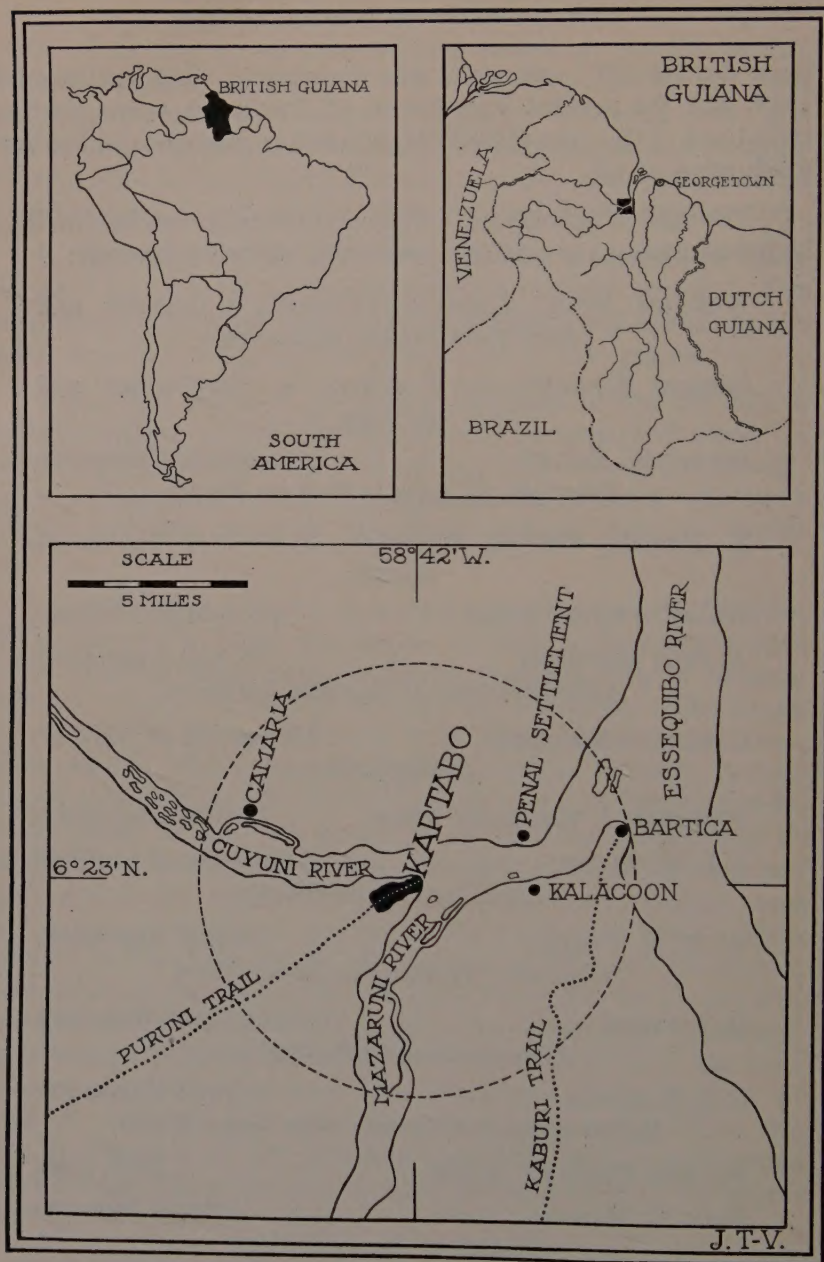 BRITISH GUIANA
SOUTH
AMERICA
BRITISH
GUIANA
GEORGETOWN
VENEZUELA
DUTCH
GUIANA
BRAZIL
SCALE
5 MILES
58°42'W.
PENAL SETTLEMENT
ESSEQUIBO RIVER
CAMARIA
KARTABO
BARTICA
CUYUNI RIVER
6°23'N.
KALACOON
MAZARUNI RIVER
PURUNI TRAIL
KABURI TRAIL
J.T-V.